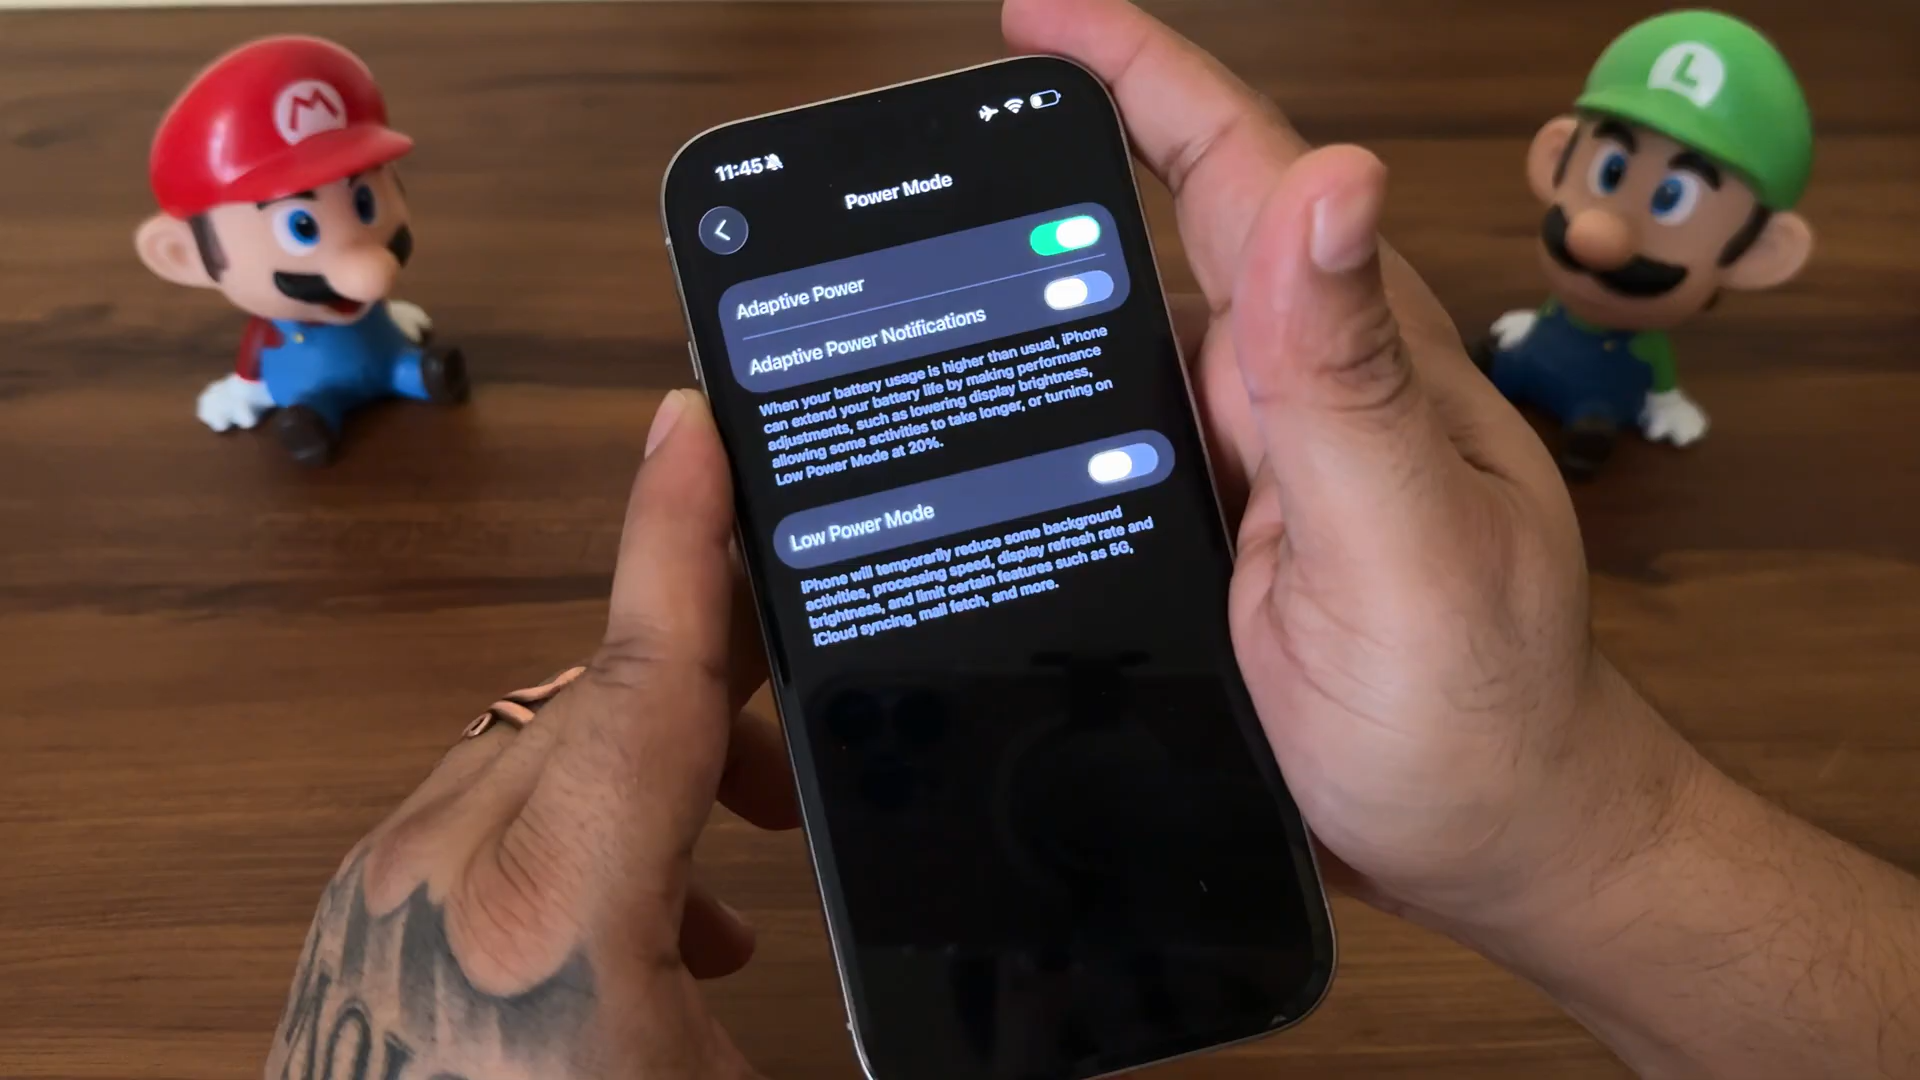 M
L
11:45
Power Mode
Adaptive Power
Adaptive Power Notifications
When your battery usage is higher than usual, iPhone
can extend your battery life by making performance
adjustments, such as lowering display brightness,
allowing some activities to take longer, or turning on
Low Power Mode at 20%.
Low Power Mode
iPhone will temporarily reduce some background
activities, processing speed, display refresh rate and
brightness, and limit certain features such as 5G,
iCloud syncing, mail fetch, and more.